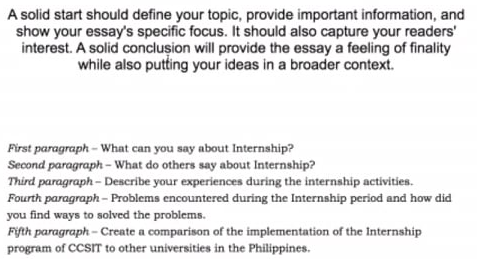 A solid start should define your topic, provide important information, and
show your essay's specific focus. It should also capture your readers'
interest. A solid conclusion will provide the essay a feeling of finality
while also putting your ideas in a broader context.
First paragraph – What can you say about Internship?
Second paragraph – What do others say about Internship?
Third paragraph – Describe your experiences during the internship activities.
Fourth paragraph – Problems encountered during the Internship period and how did
you find ways to solved the problems.
Fifth paragraph – Create a comparison of the implementation of the Internship
program of CCSIT to other universities in the Philippines.